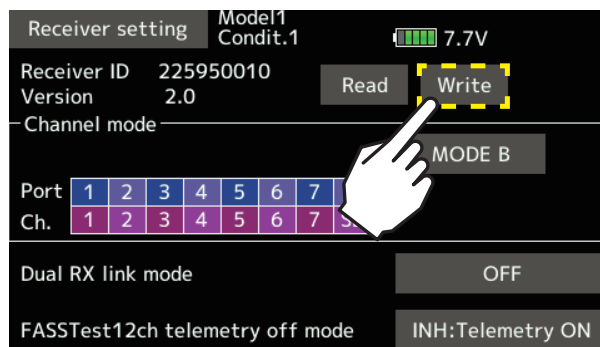 Receiver setting
Model1
Condit.1
7.7V
Receiver ID 225950010
Version 2.0
Read
Write
Channel mode
MODE B
Port 1 2 3 4 5 6 7
Ch. 1 2 3 4 5 6 7
Dual RX link mode OFF
FASSTest12ch telemetry off mode INH:Telemetry ON